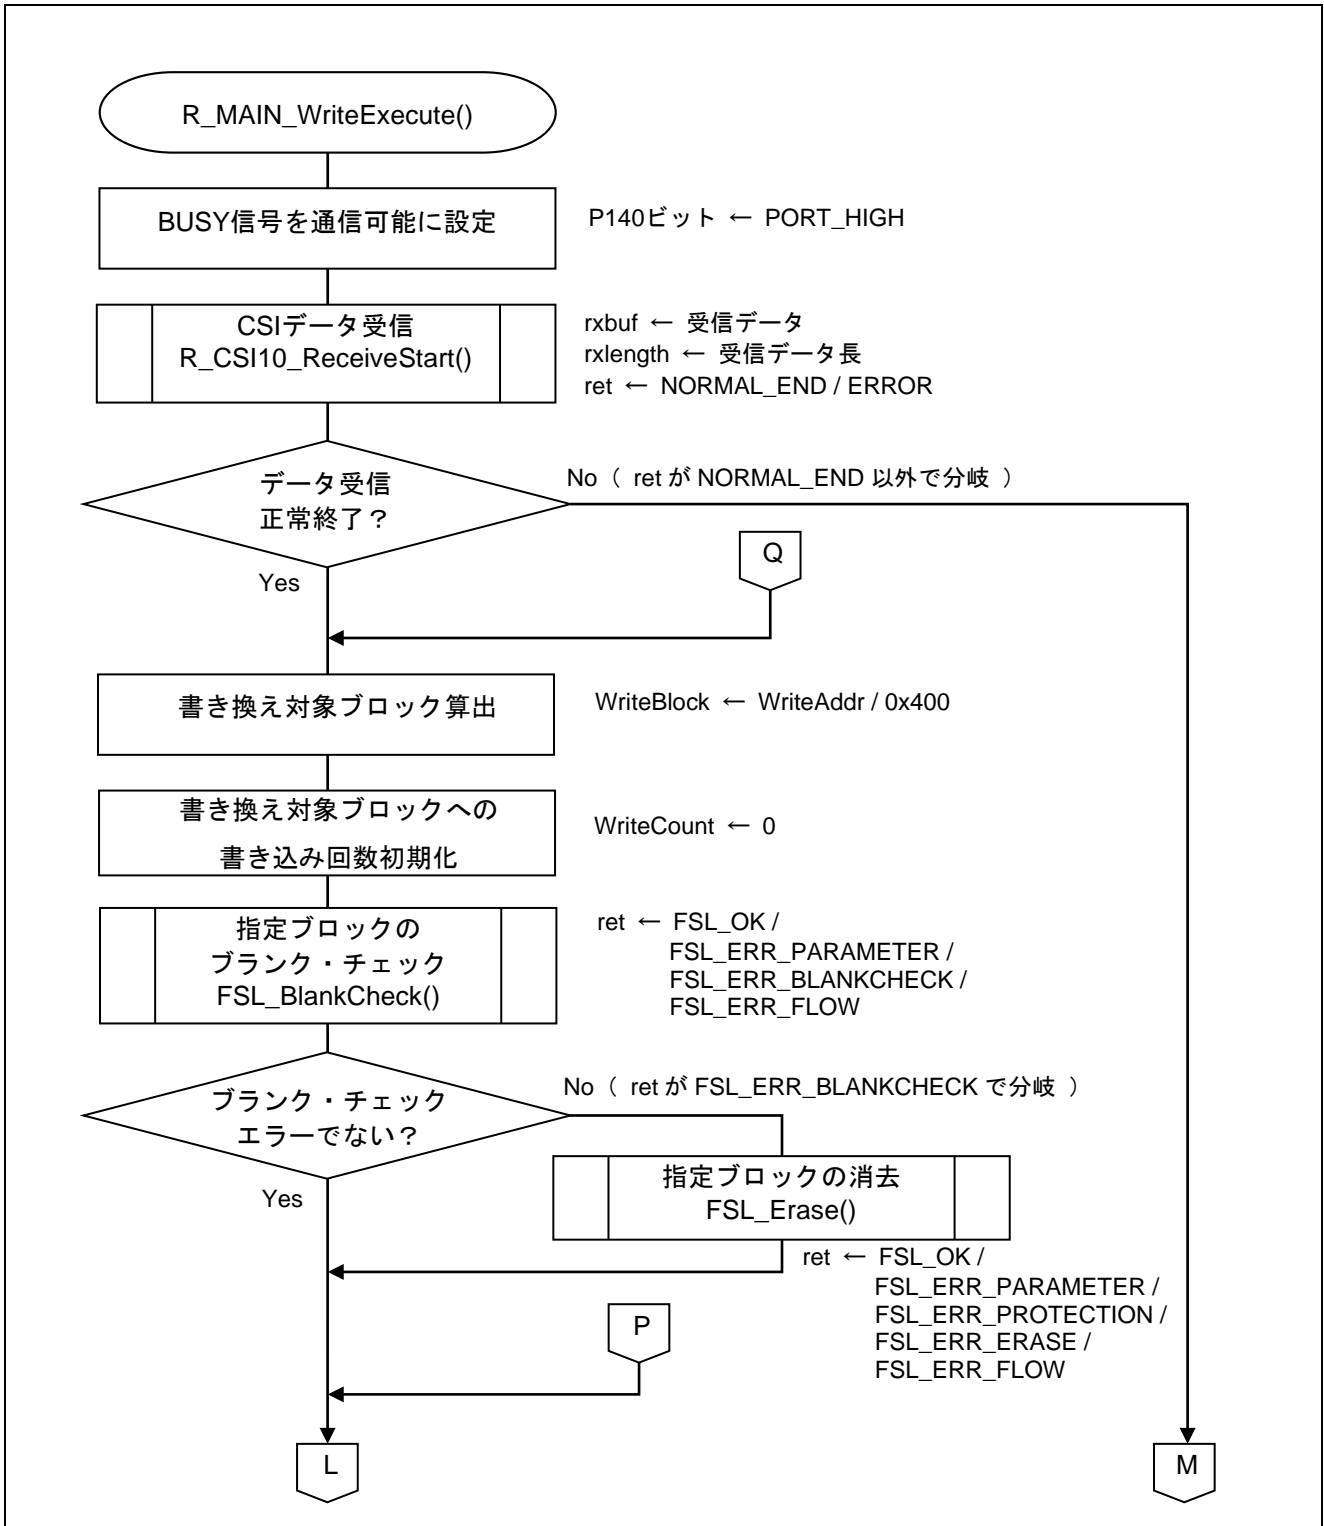 R_MAIN_WriteExecute()
BUSY信号を通信可能に設定
P140ビット ← PORT_HIGH
CSIデータ受信
R_CSI10_ReceiveStart()
rxbuf ← 受信データ
rxlength ← 受信データ長
ret ← NORMAL_END / ERROR
データ受信
正常終了？
No（ ret が NORMAL_END 以外で分岐 ）
Q
Yes
書き換え対象ブロック算出
WriteBlock ← WriteAddr / 0x400
書き換え対象ブロックへの
書き込み回数初期化
WriteCount ← 0
指定ブロックの
ブランク・チェック
FSL_BlankCheck()
ret ← FSL_OK /
FSL_ERR_PARAMETER /
FSL_ERR_BLANKCHECK /
FSL_ERR_FLOW
ブランク・チェック
エラーでない？
No（ ret が FSL_ERR_BLANKCHECK で分岐 ）
Yes
指定ブロックの消去
FSL_Erase()
ret ← FSL_OK /
FSL_ERR_PARAMETER /
FSL_ERR_PROTECTION /
FSL_ERR_ERASE /
FSL_ERR_FLOW
P
L
M